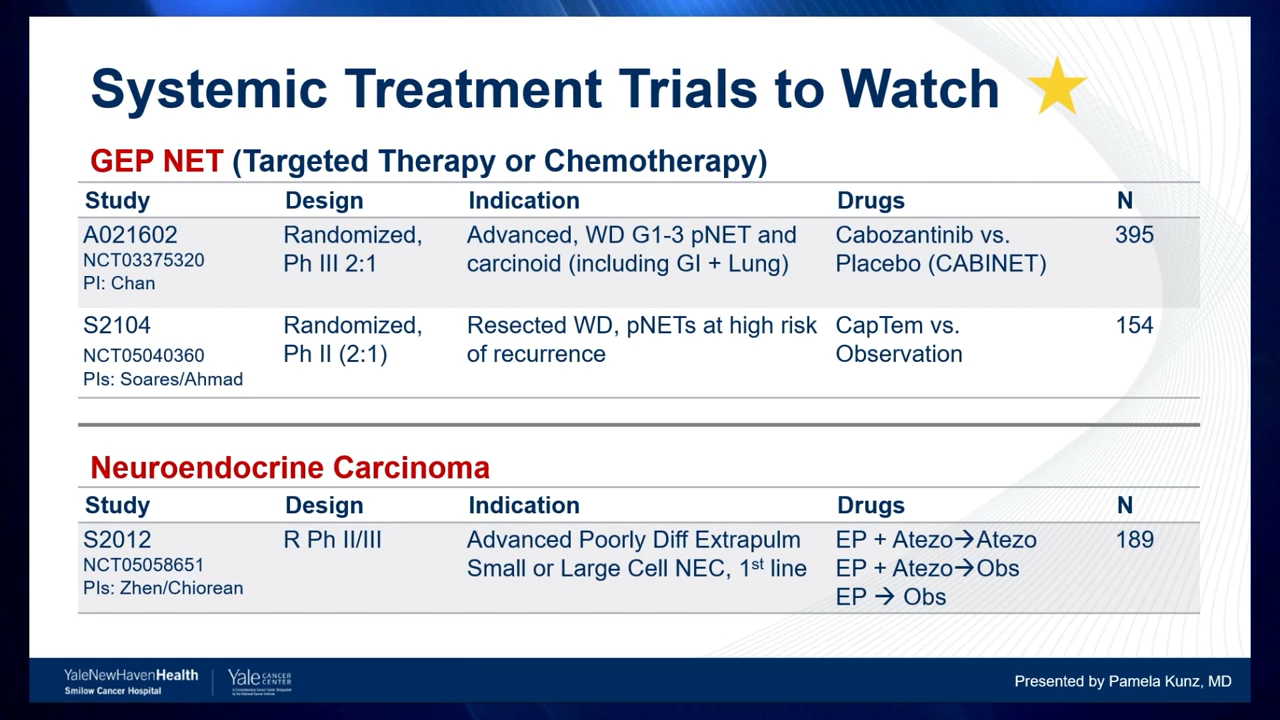 Systemic Treatment Trials to Watch
GEP NET (Targeted Therapy or Chemotherapy)
Study Design Indication Drugs N
A021602 Randomized, Advanced, WD G1-3 pNET and Cabozantinib vs. 395
NCT03375320 Ph III 2:1 carcinoid (including GI + Lung) Placebo (CABINET)
PI: Chan
S2104 Randomized, Resected WD, pNETs at high risk CapTem vs. 154
NCT05040360 Ph II (2:1) of recurrence Observation
PIs: Soares/Ahmad
Neuroendocrine Carcinoma
Study Design Indication Drugs N
S2012 R Ph II/III Advanced Poorly Diff Extrapulm EP + Atezo→Atezo 189
NCT05058651 Small or Large Cell NEC, 1st line EP + Atezo→Obs
PIs: Zhen/Chiorean EP → Obs
YaleNewHavenHealth
Smilow Cancer Hospital
Yale CANCER
CENTER
Presented by Pamela Kunz, MD